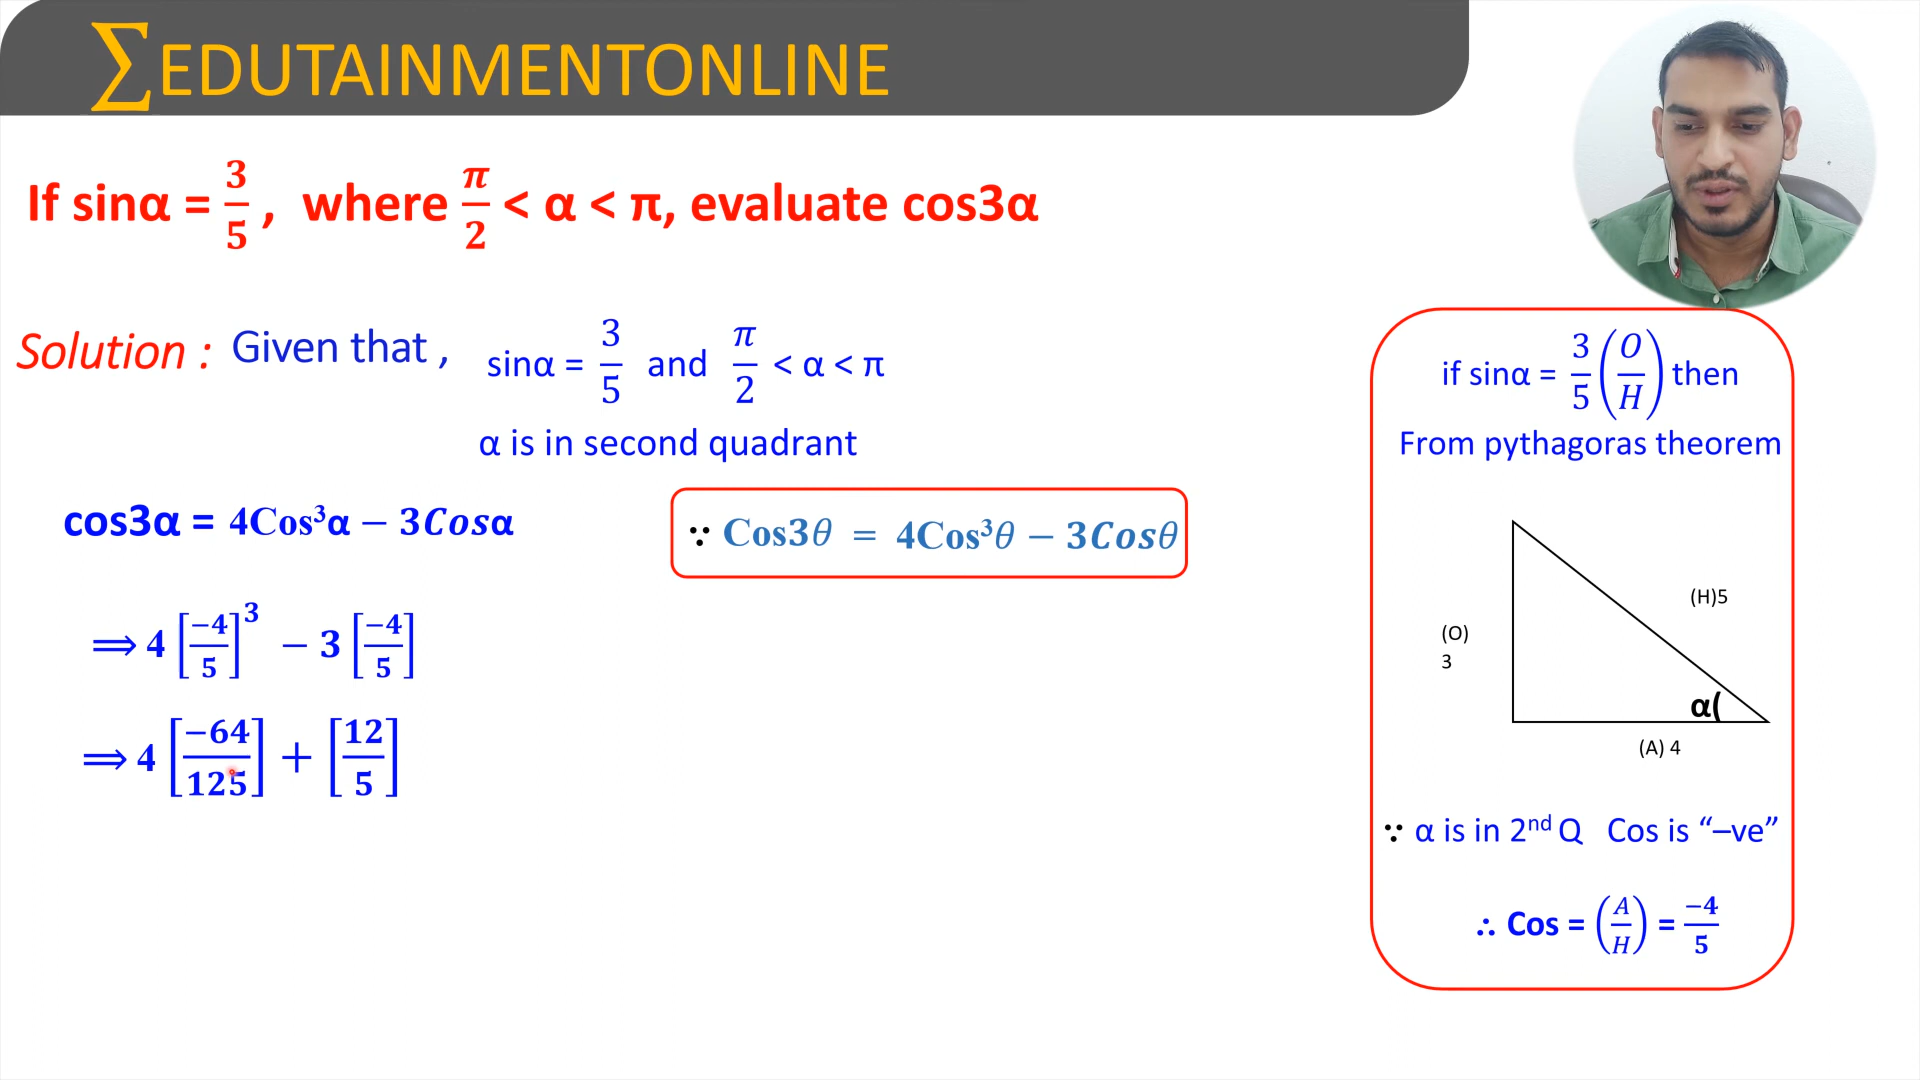 ∑EDUTAINMENTONLINE
If sinα = 3/5 , where π/2 < α < π, evaluate cos3α
Solution : Given that , sinα = 3/5 and π/2 < α < π
α is in second quadrant
cos3α = 4Cos³α − 3Cosα
∵ Cos3θ = 4Cos³θ − 3Cosθ
⟹ 4 [−4/5]³ − 3 [−4/5]
⟹ 4 [−64/125] + [12/5]
if sinα = 3/5 (O/H) then
From pythagoras theorem
(H)5
(O)
3
α(
(A) 4
∵ α is in 2nd Q Cos is “–ve”
∴ Cos = (A/H) = −4/5